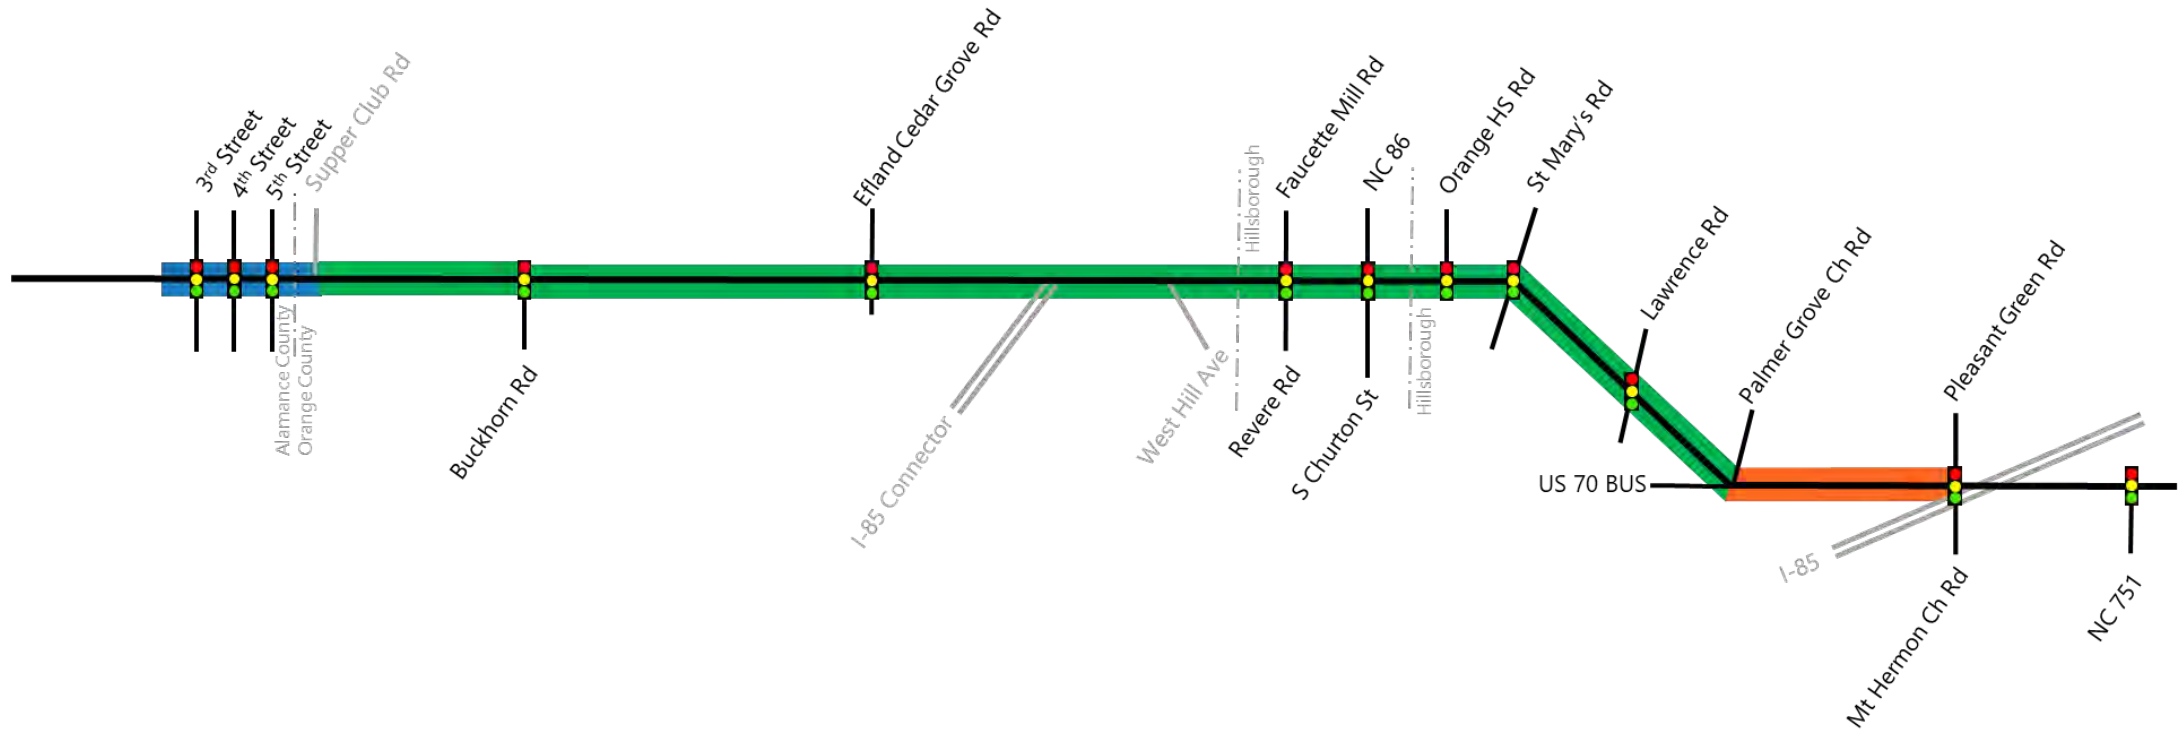 3rd Street
4th Street
5th Street
Supper Club Rd
Efland Cedar Grove Rd
Hillsborough
Faucette Mill Rd
NC 86
Orange HS Rd
St Mary's Rd
Lawrence Rd
Palmer Grove Ch Rd
Pleasant Green Rd
Alamance County
Orange County
Buckhorn Rd
I-85 Connector
West Hill Ave
Revere Rd
S Churton St
Hillsborough
US 70 BUS
I-85
Mt Hermon Ch Rd
NC 751